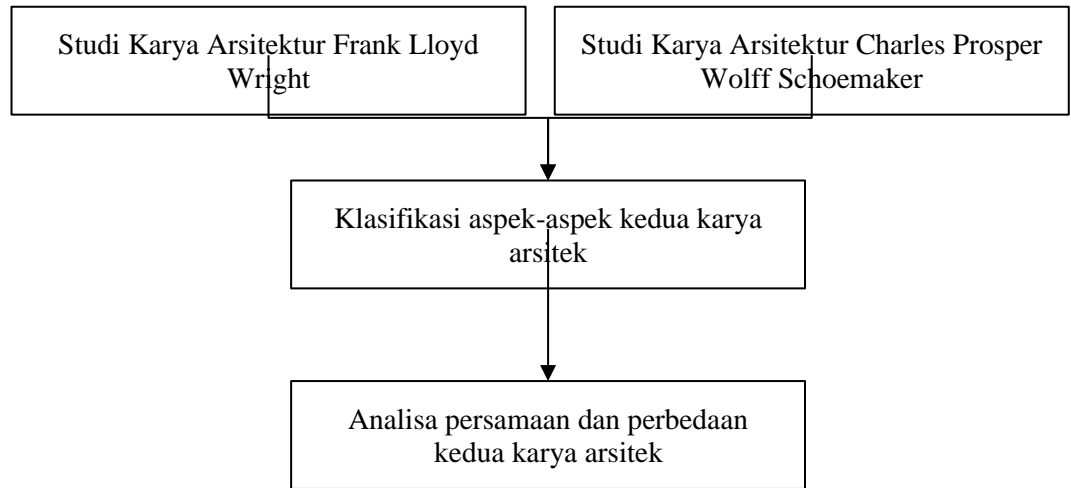 Studi Karya Arsitektur Frank Lloyd
Wright
Studi Karya Arsitektur Charles Prosper
Wolff Schoemaker
Klasifikasi aspek-aspek kedua karya
arsitek
Analisa persamaan dan perbedaan
kedua karya arsitek